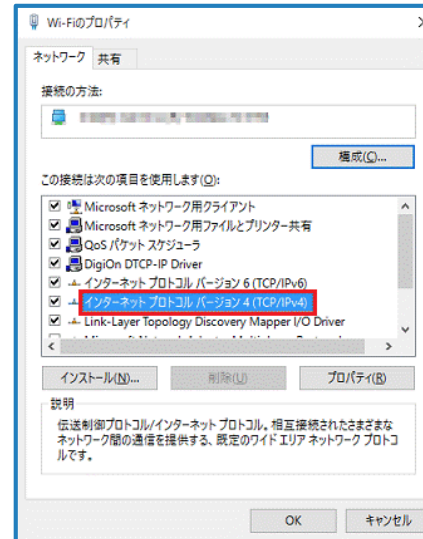 Wi-Fiのプロパティ
ネットワーク 共有
接続の方法:
構成(C)...
この接続は次の項目を使用します(O):
Microsoft ネットワーク用クライアント
Microsoft ネットワーク用ファイルとプリンター共有
QoS パケット スケジューラ
DigiOn DTCP-IP Driver
インターネット プロトコル バージョン 6 (TCP/IPv6)
インターネット プロトコル バージョン 4 (TCP/IPv4)
Link-Layer Topology Discovery Mapper I/O Driver
インストール(N)... 削除(U) プロパティ(R)
説明
伝送制御プロトコル/インターネット プロトコル。相互接続されたさまざまな
ネットワーク間の通信を提供する、既定のワイド エリア ネットワーク プロトコ
ルです。
OK キャンセル